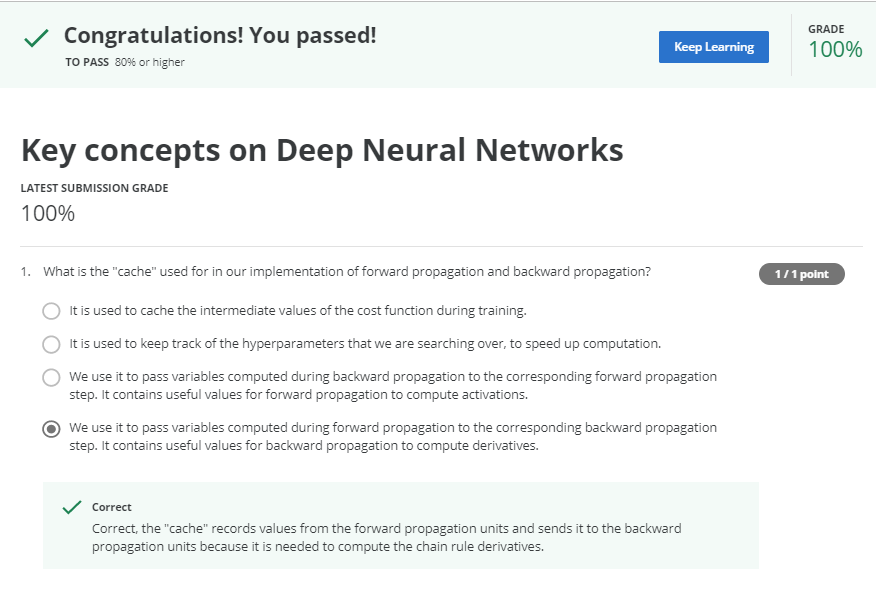 Congratulations! You passed!
TO PASS 80% or higher
Keep Learning
GRADE
100%
Key concepts on Deep Neural Networks
LATEST SUBMISSION GRADE
100%
1. What is the "cache" used for in our implementation of forward propagation and backward propagation?
1 / 1 point
It is used to cache the intermediate values of the cost function during training.
It is used to keep track of the hyperparameters that we are searching over, to speed up computation.
We use it to pass variables computed during backward propagation to the corresponding forward propagation
step. It contains useful values for forward propagation to compute activations.
We use it to pass variables computed during forward propagation to the corresponding backward propagation
step. It contains useful values for backward propagation to compute derivatives.
Correct
Correct, the "cache" records values from the forward propagation units and sends it to the backward
propagation units because it is needed to compute the chain rule derivatives.